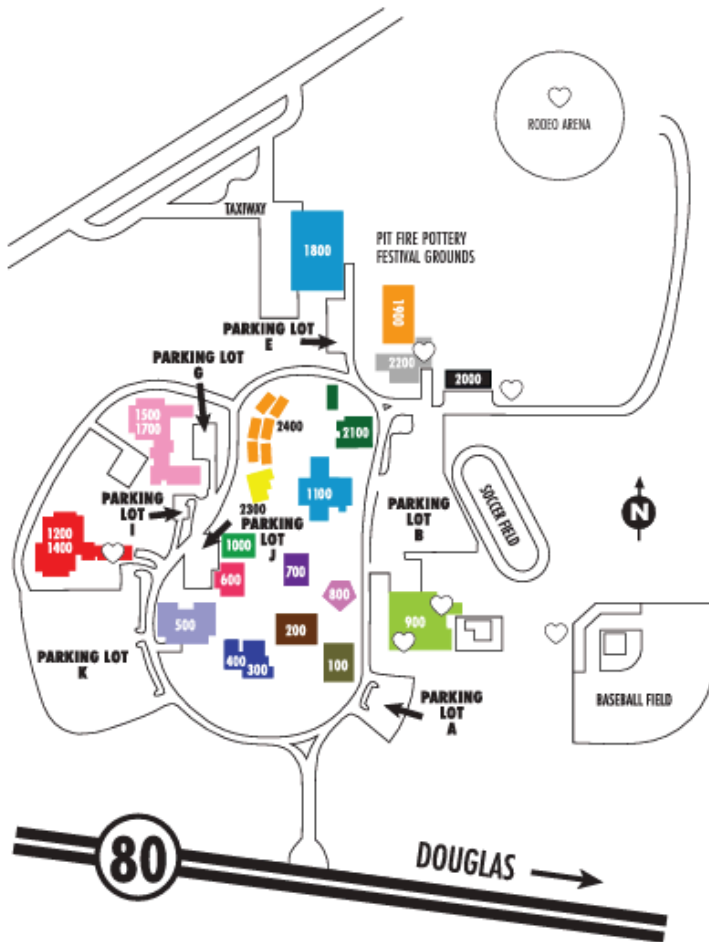 RODEO ARENA
TAXIWAY
1800
PIT FIRE POTTERY
FESTIVAL GROUNDS
1900
PARKING LOT
E
PARKING LOT
G
2200
2000
1500
1700
2400
2100
1100
PARKING
LOT
I
2300
PARKING
LOT
J
PARKING
LOT
B
SOCCER FIELD
N
1200
1400
1000
600
700
800
500
200
900
400
300
100
PARKING LOT
K
PARKING
LOT
A
BASEBALL FIELD
80
DOUGLAS